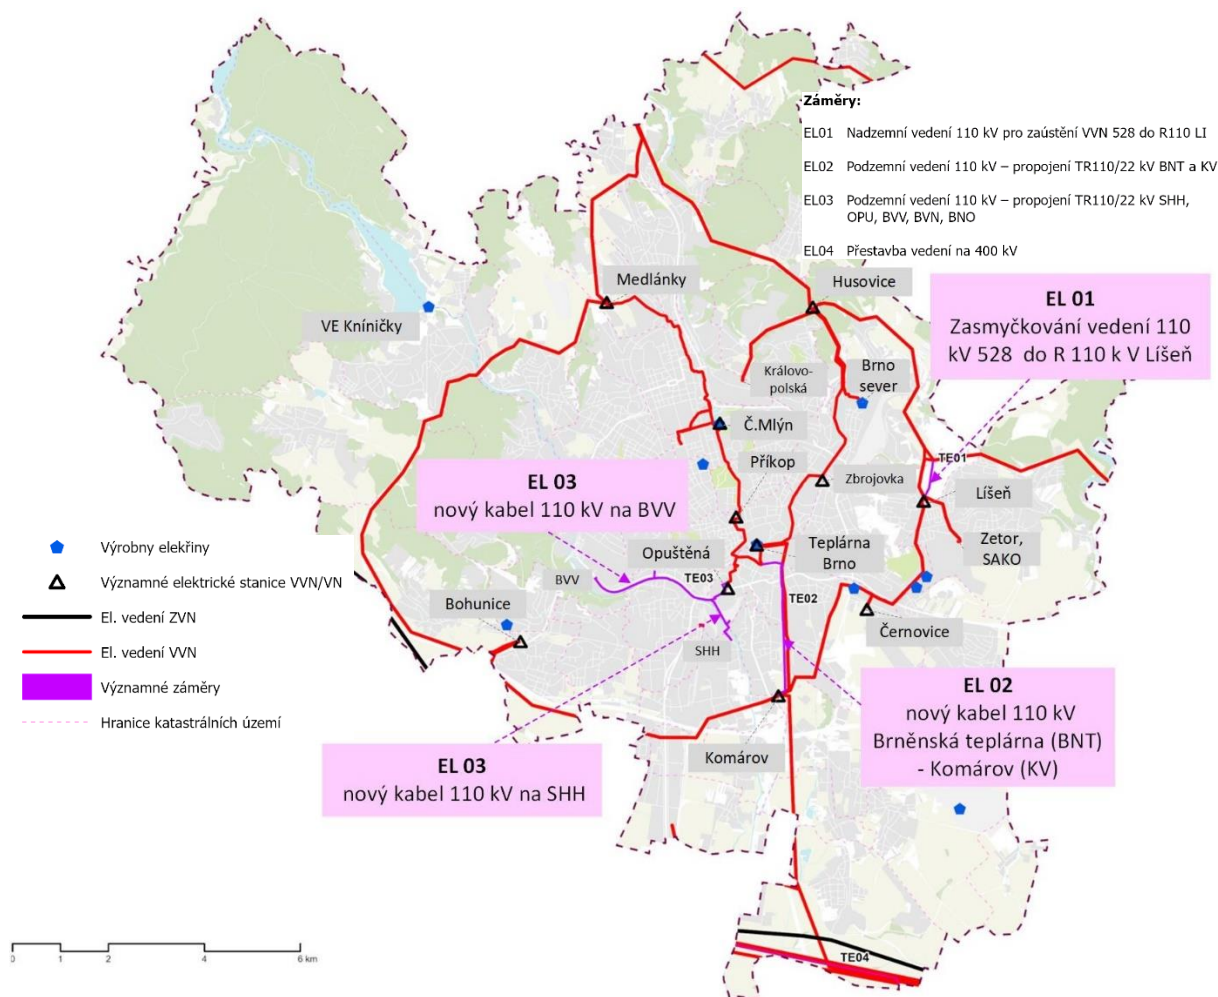 Záměry:
EL01 Nadzemní vedení 110 kV pro zaústění VVN 528 do R110 LI
EL02 Podzemní vedení 110 kV – propojení TR110/22 kV BNT a KV
EL03 Podzemní vedení 110 kV – propojení TR110/22 kV SHH,
OPU, BVV, BVN, BNO
EL04 Přestavba vedení na 400 kV
Medlánky
Husovice
VE Kníničky
EL 01
Zasmyčkování vedení 110
kV 528 do R 110 k V Líšeň
Královo-
polská
Brno
sever
Č.Mlýn
Příkop
TE01
Zbrojovka
Líšeň
EL 03
nový kabel 110 kV na BVV
Zetor,
SAKO
Opuštěná
Teplárna
Brno
BVV
TE03
TE02
Bohunice
Černovice
SHH
EL 02
nový kabel 110 kV
Brněnská teplárna (BNT)
- Komárov (KV)
Komárov
EL 03
nový kabel 110 kV na SHH
TE04
Výrobny elekřiny
Významné elektrické stanice VVN/VN
El. vedení ZVN
El. vedení VVN
Významné záměry
Hranice katastrálních území
0 1 2 4 6 km